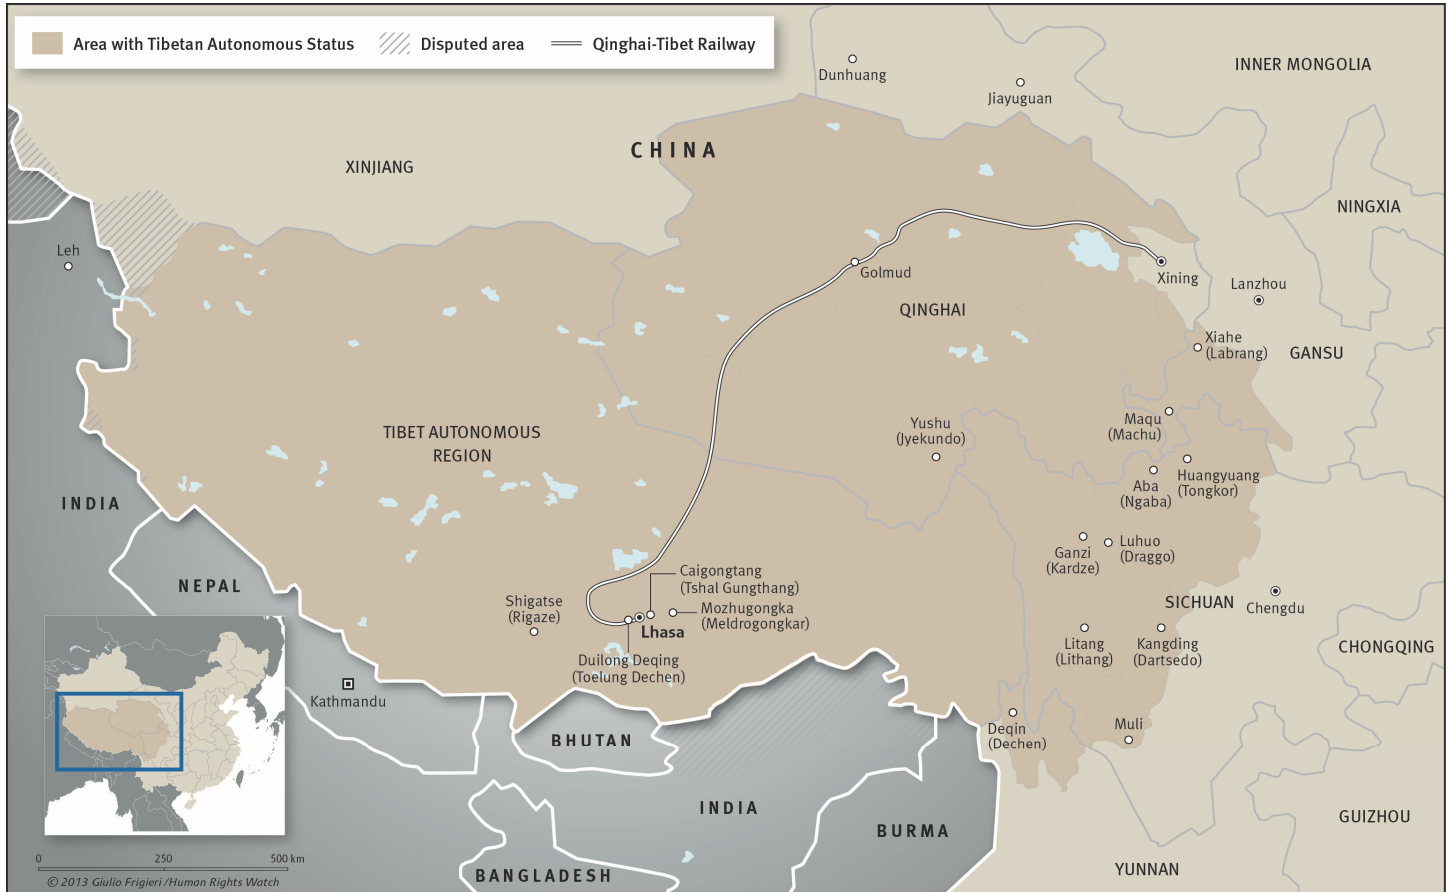 Area with Tibetan Autonomous Status
Disputed area
Qinghai-Tibet Railway
Dunhuang
Jiayuguan
INNER MONGOLIA
CHINA
XINJIANG
NINGXIA
Leh
Golmud
Xining
Lanzhou
QINGHAI
Xiahe
(Labrang)
GANSU
TIBET AUTONOMOUS
REGION
Yushu
(Jyekundo)
Maqu
(Machu)
Huangyuang
(Tongkor)
Aba
(Ngaba)
INDIA
Ganzi
(Kardze)
Luhuo
(Draggo)
NEPAL
Caigongtang
(Tshal Gungthang)
Shigatse
(Rigaze)
Mozhugongka
(Meldrogongkar)
Lhasa
SICHUAN
Chengdu
Duilong Deqing
(Toelung Dechen)
Litang
(Lithang)
Kangding
(Dartsedo)
CHONGQING
Kathmandu
Deqin
(Dechen)
Muli
BHUTAN
INDIA
BURMA
GUIZHOU
YUNNAN
BANGLADESH
0 250 500 km
© 2013 Giulio Frigieri /Human Rights Watch